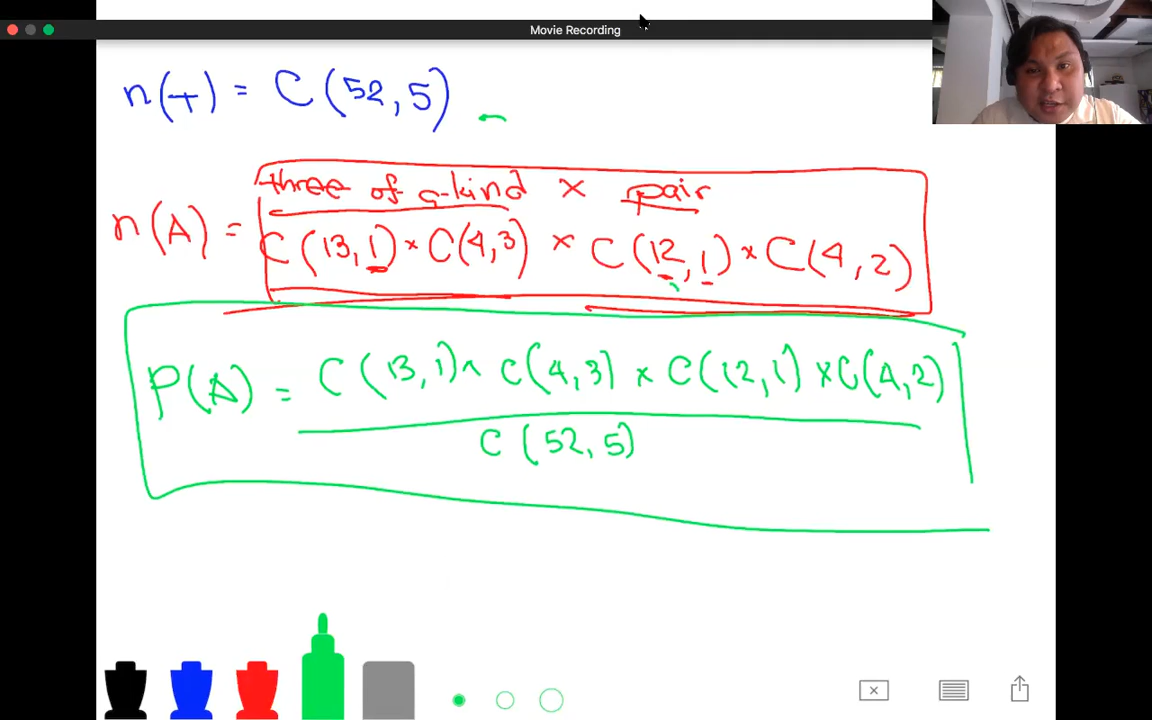 Movie Recording
n(T) = C(52,5)
three of a-kind × pair
n(A) = C(13,1) × C(4,3) × C(12,1) × C(4,2)
P(A) = C(13,1) × C(4,3) × C(12,1) × C(4,2)
C(52,5)